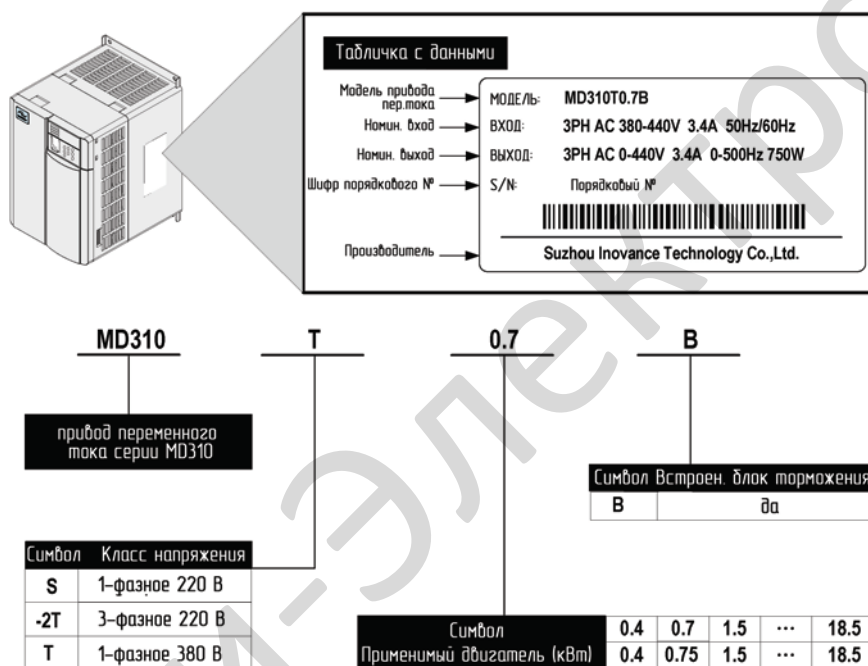 Табличка с данными
Модель привода
пер.тока
МОДЕЛЬ: MD310T0.7B
Номин. вход
ВХОД: 3PH AC 380-440V 3.4A 50Hz/60Hz
Номин. выход
ВЫХОД: 3PH AC 0-440V 3.4A 0-500Hz 750W
Шифр порядкового №
S/N: Порядковый №
Производитель
Suzhou Inovance Technology Co.,Ltd.
MD310 T 0.7 B
привод переменного
тока серии MD310
Символ Встроен. блок торможения
B да
Символ Класс напряжения
S 1-фазное 220 В
-2T 3-фазное 220 В
T 1-фазное 380 В
Символ 0.4 0.7 1.5 ... 18.5
Применимый двигатель (кВт) 0.4 0.75 1.5 ... 18.5